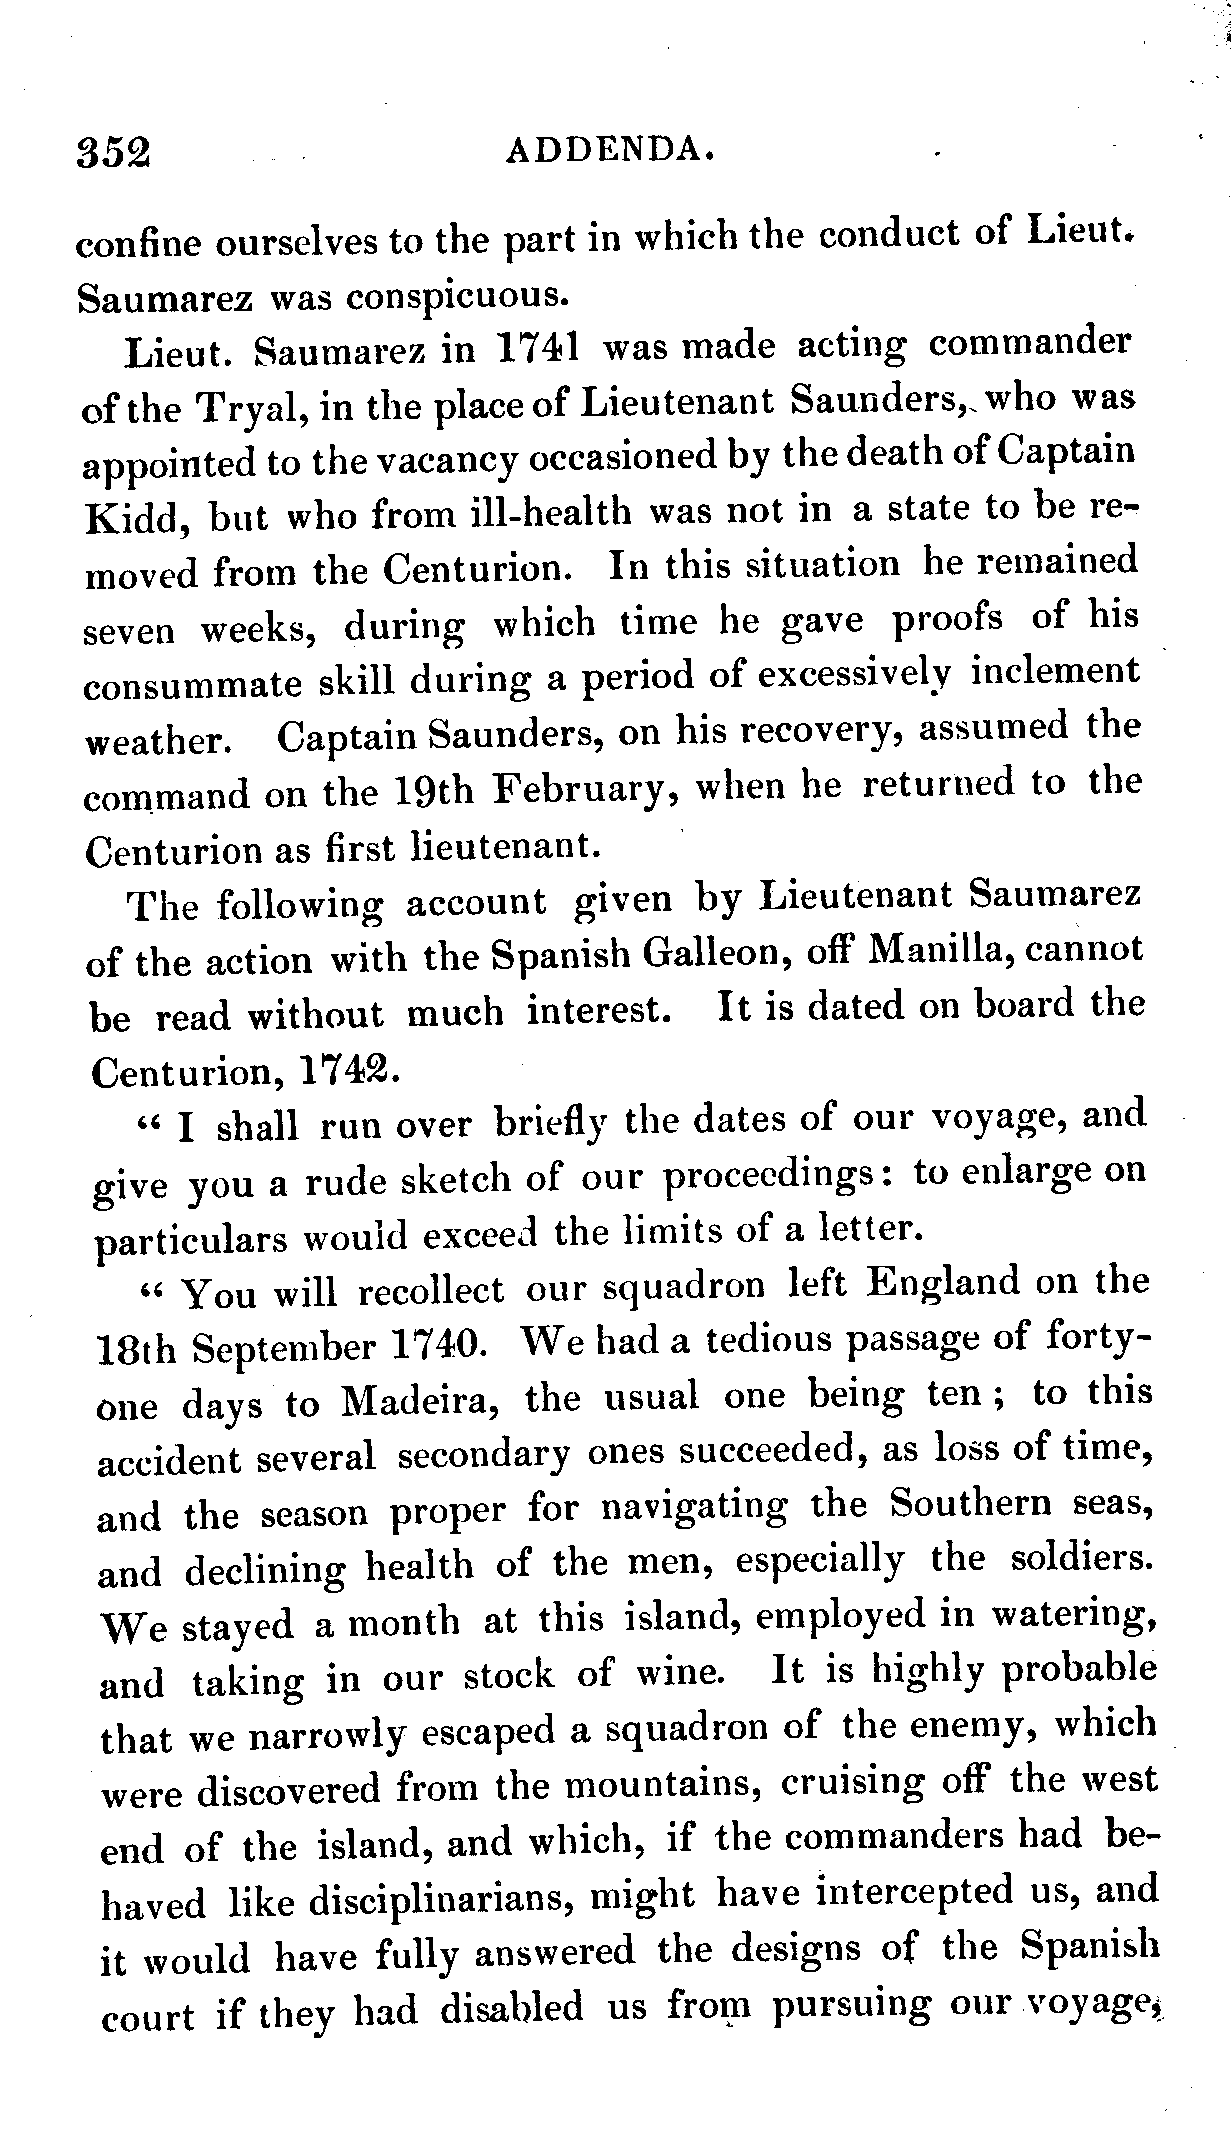 352 ADDENDA.
confine ourselves to the part in which the conduct of Lieut.
Saumarez was conspicuous.
Lieut. Saumarez in 1741 was made acting commander
of the Tryal, in the place of Lieutenant Saunders, who was
appointed to the vacancy occasioned by the death of Captain
Kidd, but who from ill-health was not in a state to be re-
moved from the Centurion. In this situation he remained
seven weeks, during which time he gave proofs of his
consummate skill during a period of excessively inclement
weather. Captain Saunders, on his recovery, assumed the
command on the 19th February, when he returned to the
Centurion as first lieutenant.
The following account given by Lieutenant Saumarez
of the action with the Spanish Galleon, off Manilla, cannot
be read without much interest. It is dated on board the
Centurion, 1742.
“ I shall run over briefly the dates of our voyage, and
give you a rude sketch of our proceedings: to enlarge on
particulars would exceed the limits of a letter.
“ You will recollect our squadron left England on the
18th September 1740. We had a tedious passage of forty-
one days to Madeira, the usual one being ten ; to this
accident several secondary ones succeeded, as loss of time,
and the season proper for navigating the Southern seas,
and declining health of the men, especially the soldiers.
We stayed a month at this island, employed in watering,
and taking in our stock of wine. It is highly probable
that we narrowly escaped a squadron of the enemy, which
were discovered from the mountains, cruising off the west
end of the island, and which, if the commanders had be-
haved like disciplinarians, might have intercepted us, and
it would have fully answered the designs of the Spanish
court if they had disabled us from pursuing our voyage,